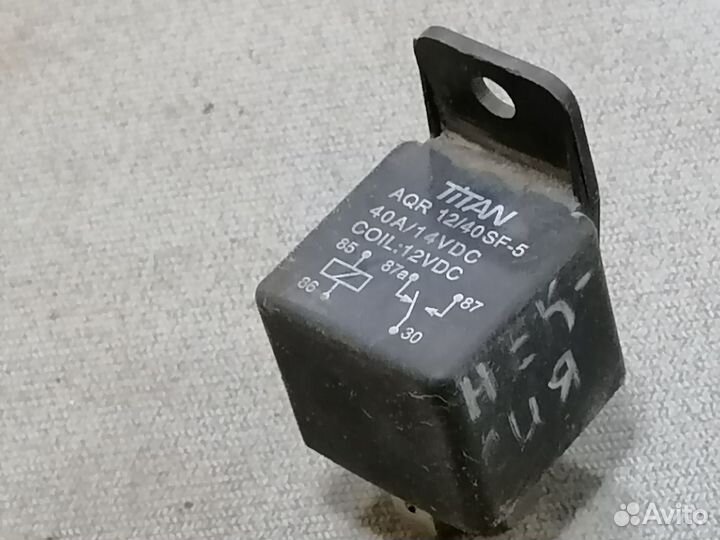 TITAN
AQR 12/40SF-5
40A/14VDC
COIL:12VDC
85 87a
86 87
30
Avito